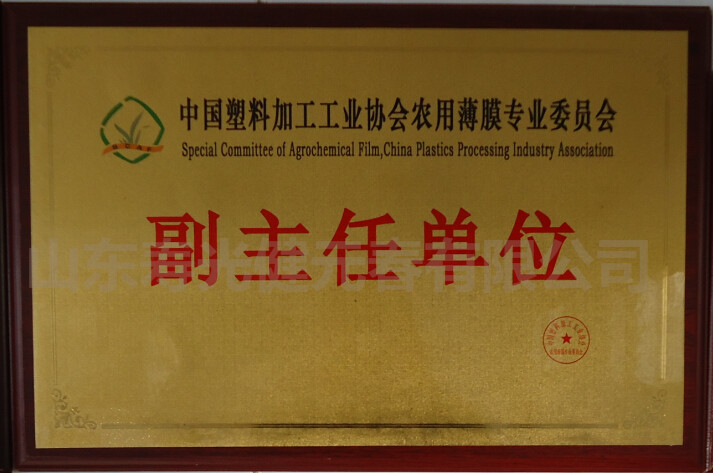 中国塑料加工工业协会农用薄膜专业委员会
Special Committee of Agrochemical Film,China Plastics Processing Industry Association
副主任单位